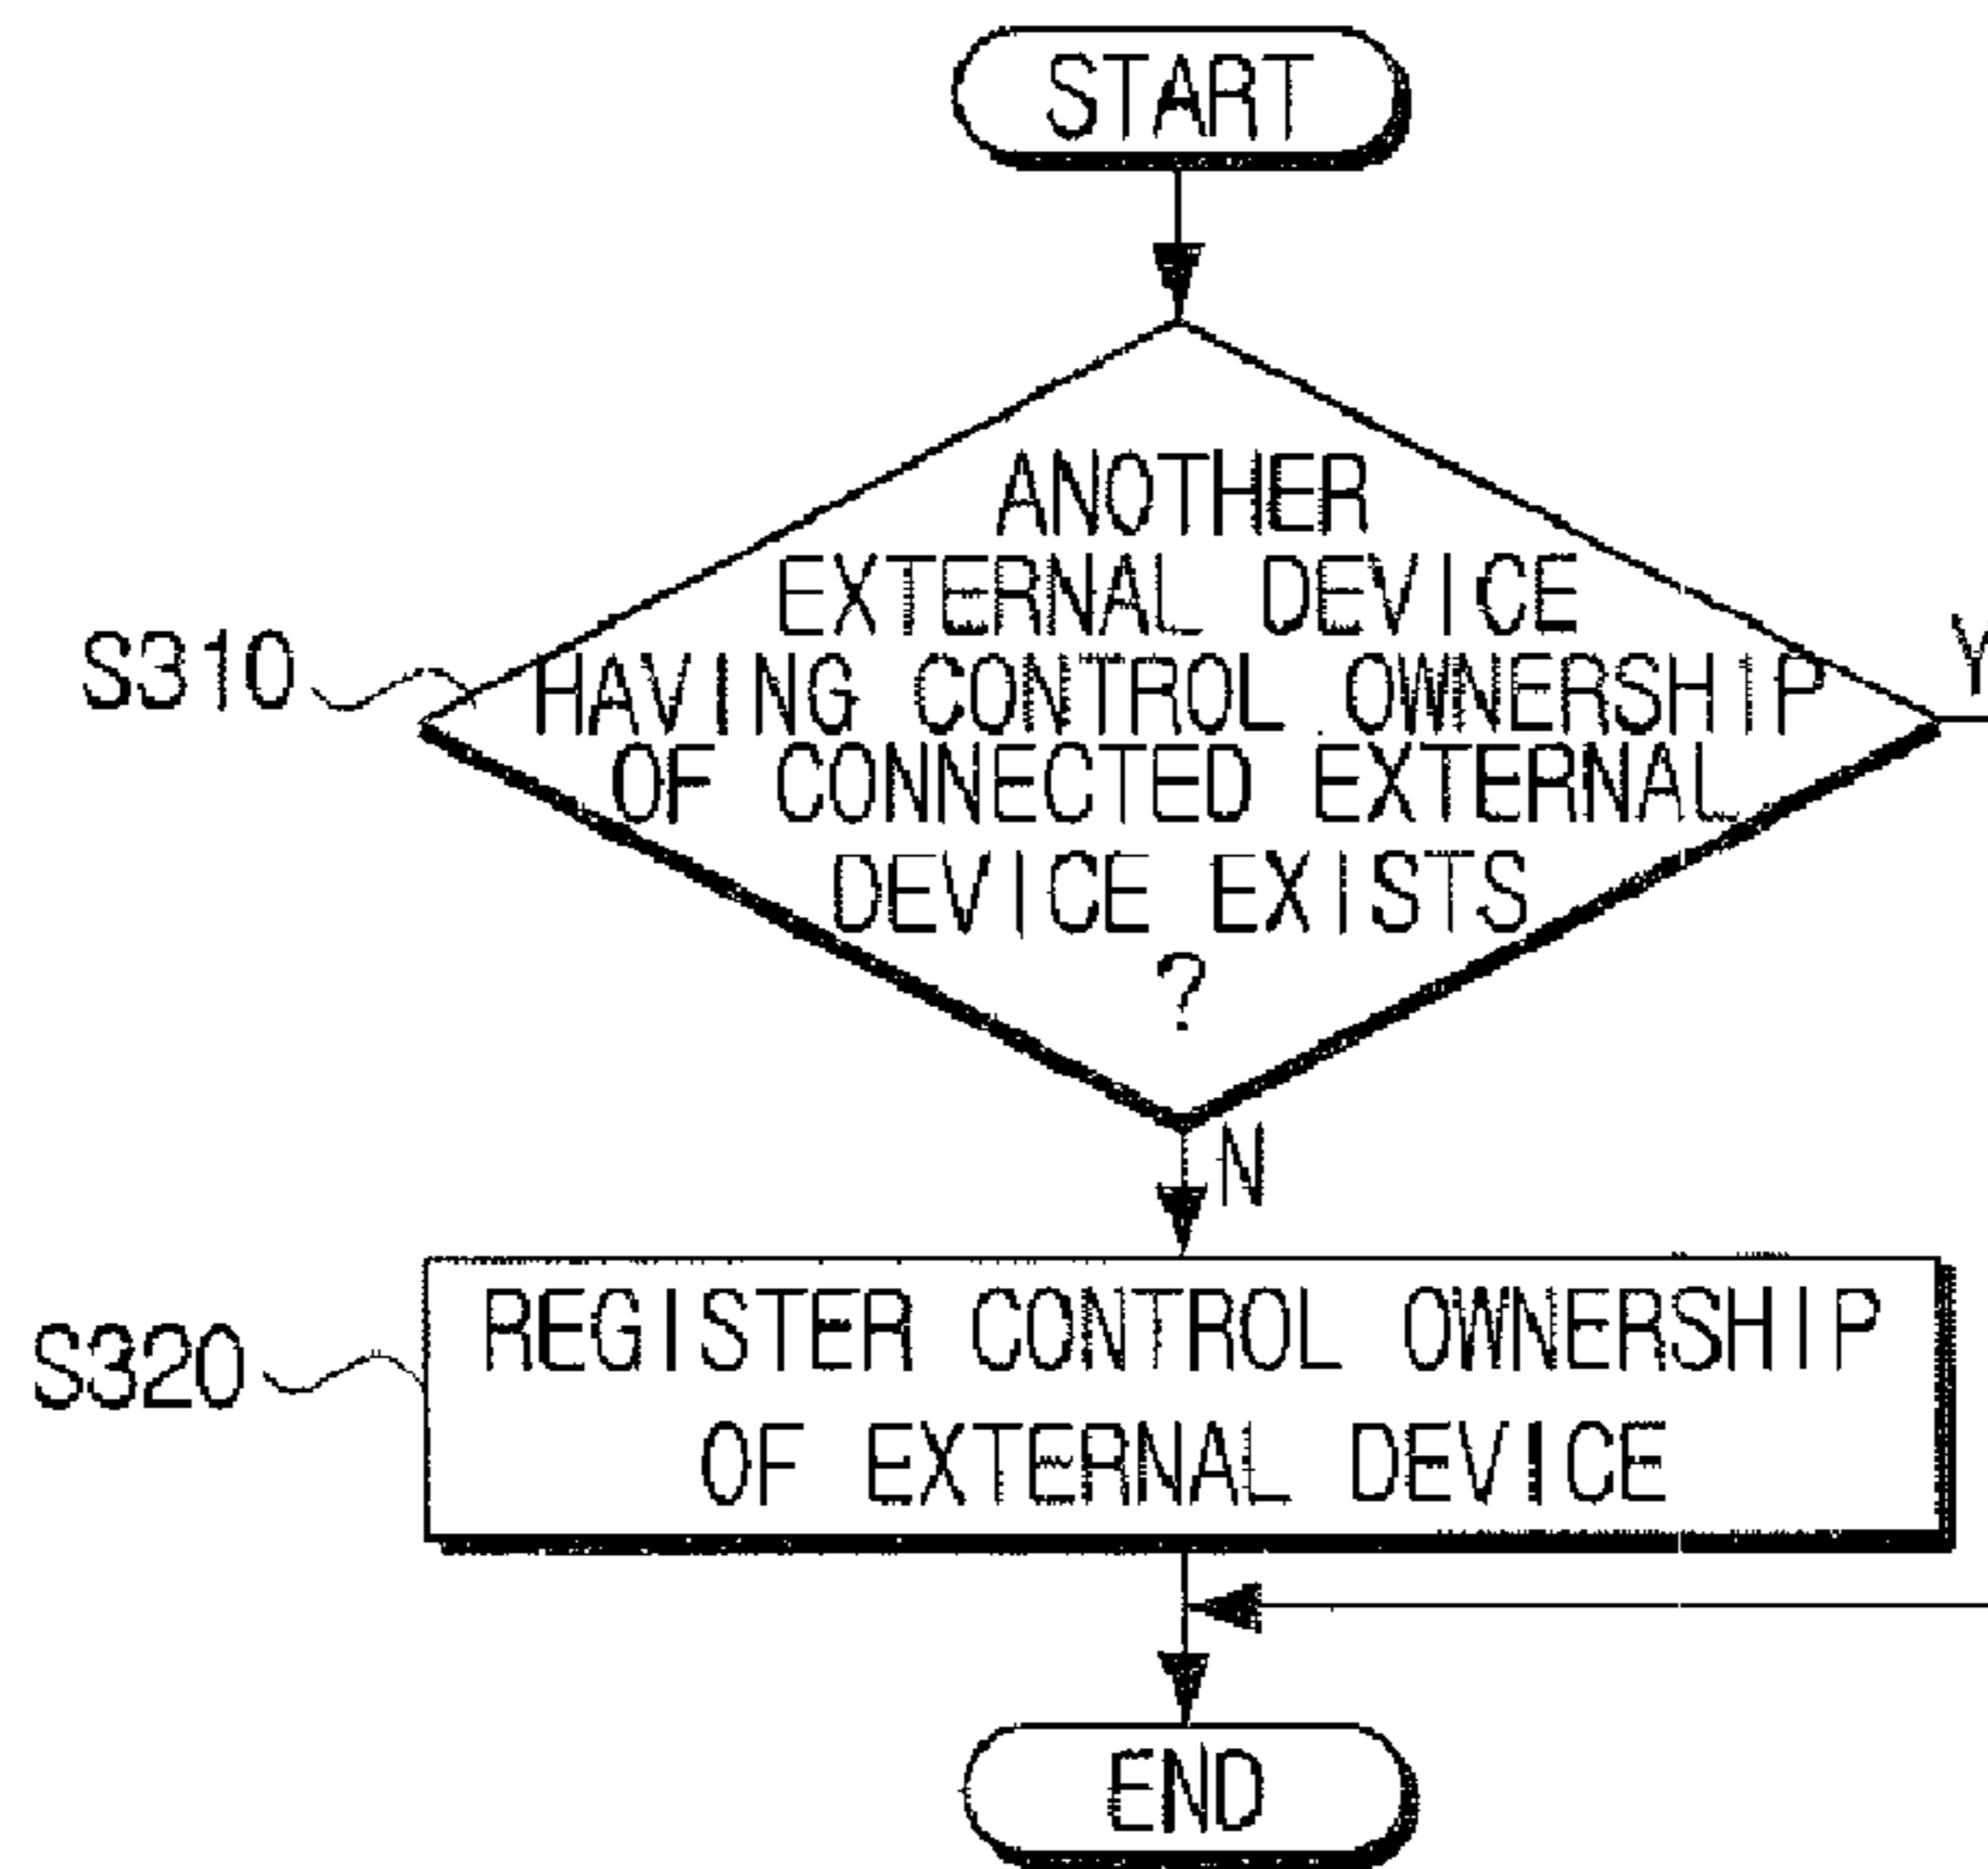 START
ANOTHER
EXTERNAL DEVICE
HAVING CONTROL OWNERSHIP
OF CONNECTED EXTERNAL
DEVICE EXISTS
?
S310
Y
N
REGISTER CONTROL OWNERSHIP
OF EXTERNAL DEVICE
S320
END